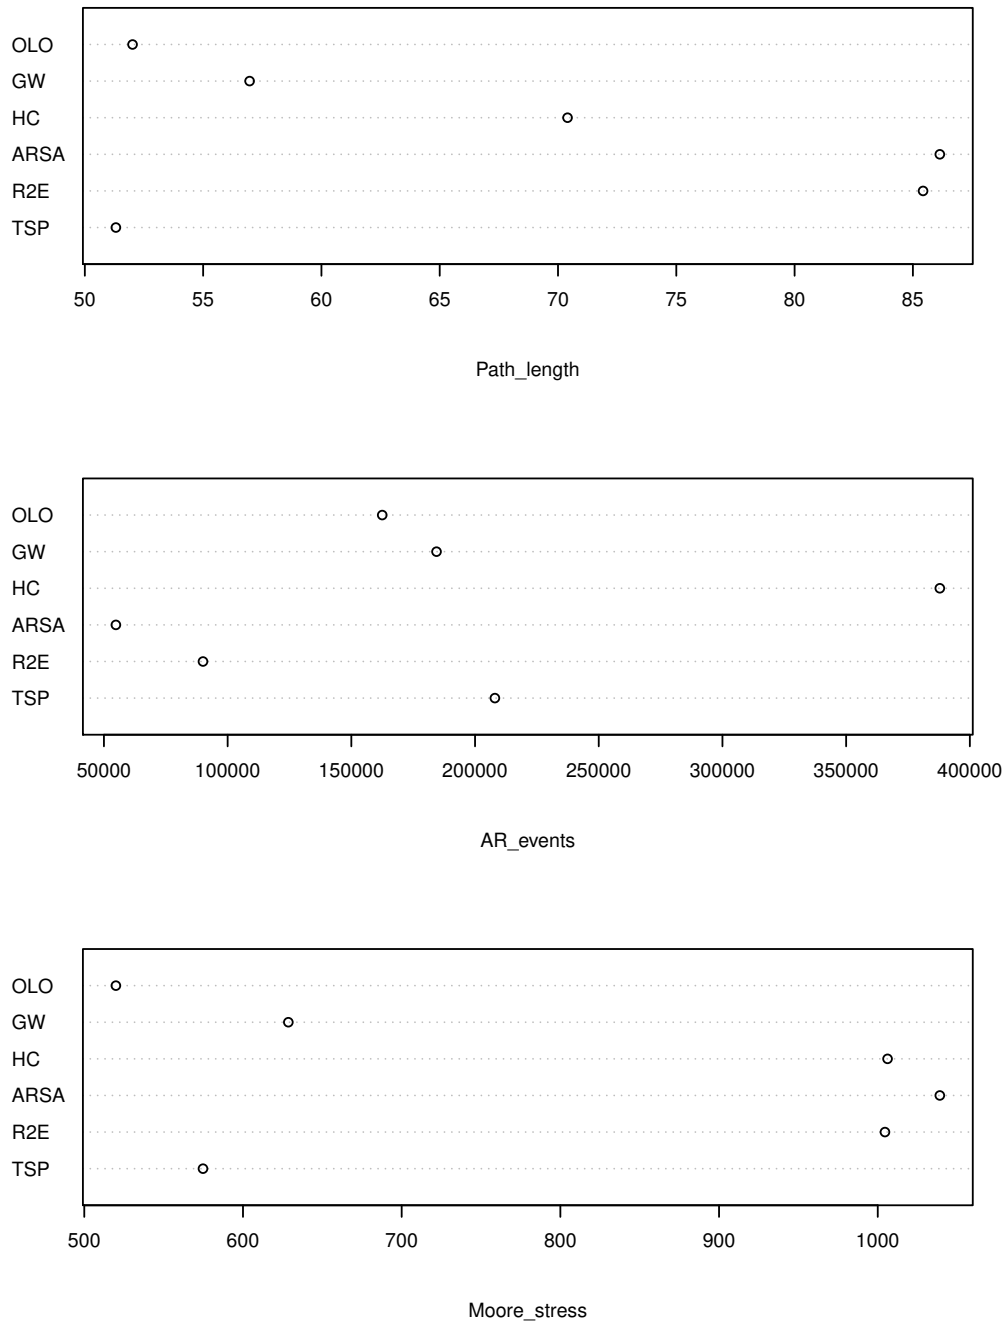 OLO
GW
HC
ARSA
R2E
TSP
50 55 60 65 70 75 80 85
Path_length
OLO
GW
HC
ARSA
R2E
TSP
50000 100000 150000 200000 250000 300000 350000 400000
AR_events
OLO
GW
HC
ARSA
R2E
TSP
500 600 700 800 900 1000
Moore_stress